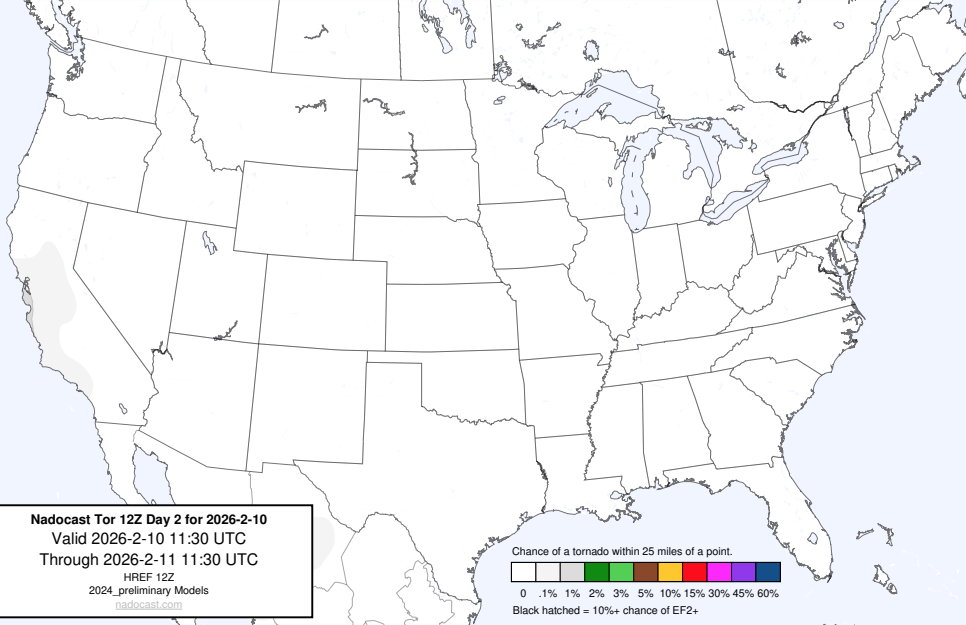 Nadocast Tor 12Z Day 2 for 2026-2-10
Valid 2026-2-10 11:30 UTC
Through 2026-2-11 11:30 UTC
HREF 12Z
2024_preliminary Models
nadocast.com
Chance of a tornado within 25 miles of a point.
0 .1% 1% 2% 3% 5% 10% 15% 30% 45% 60%
Black hatched = 10%+ chance of EF2+